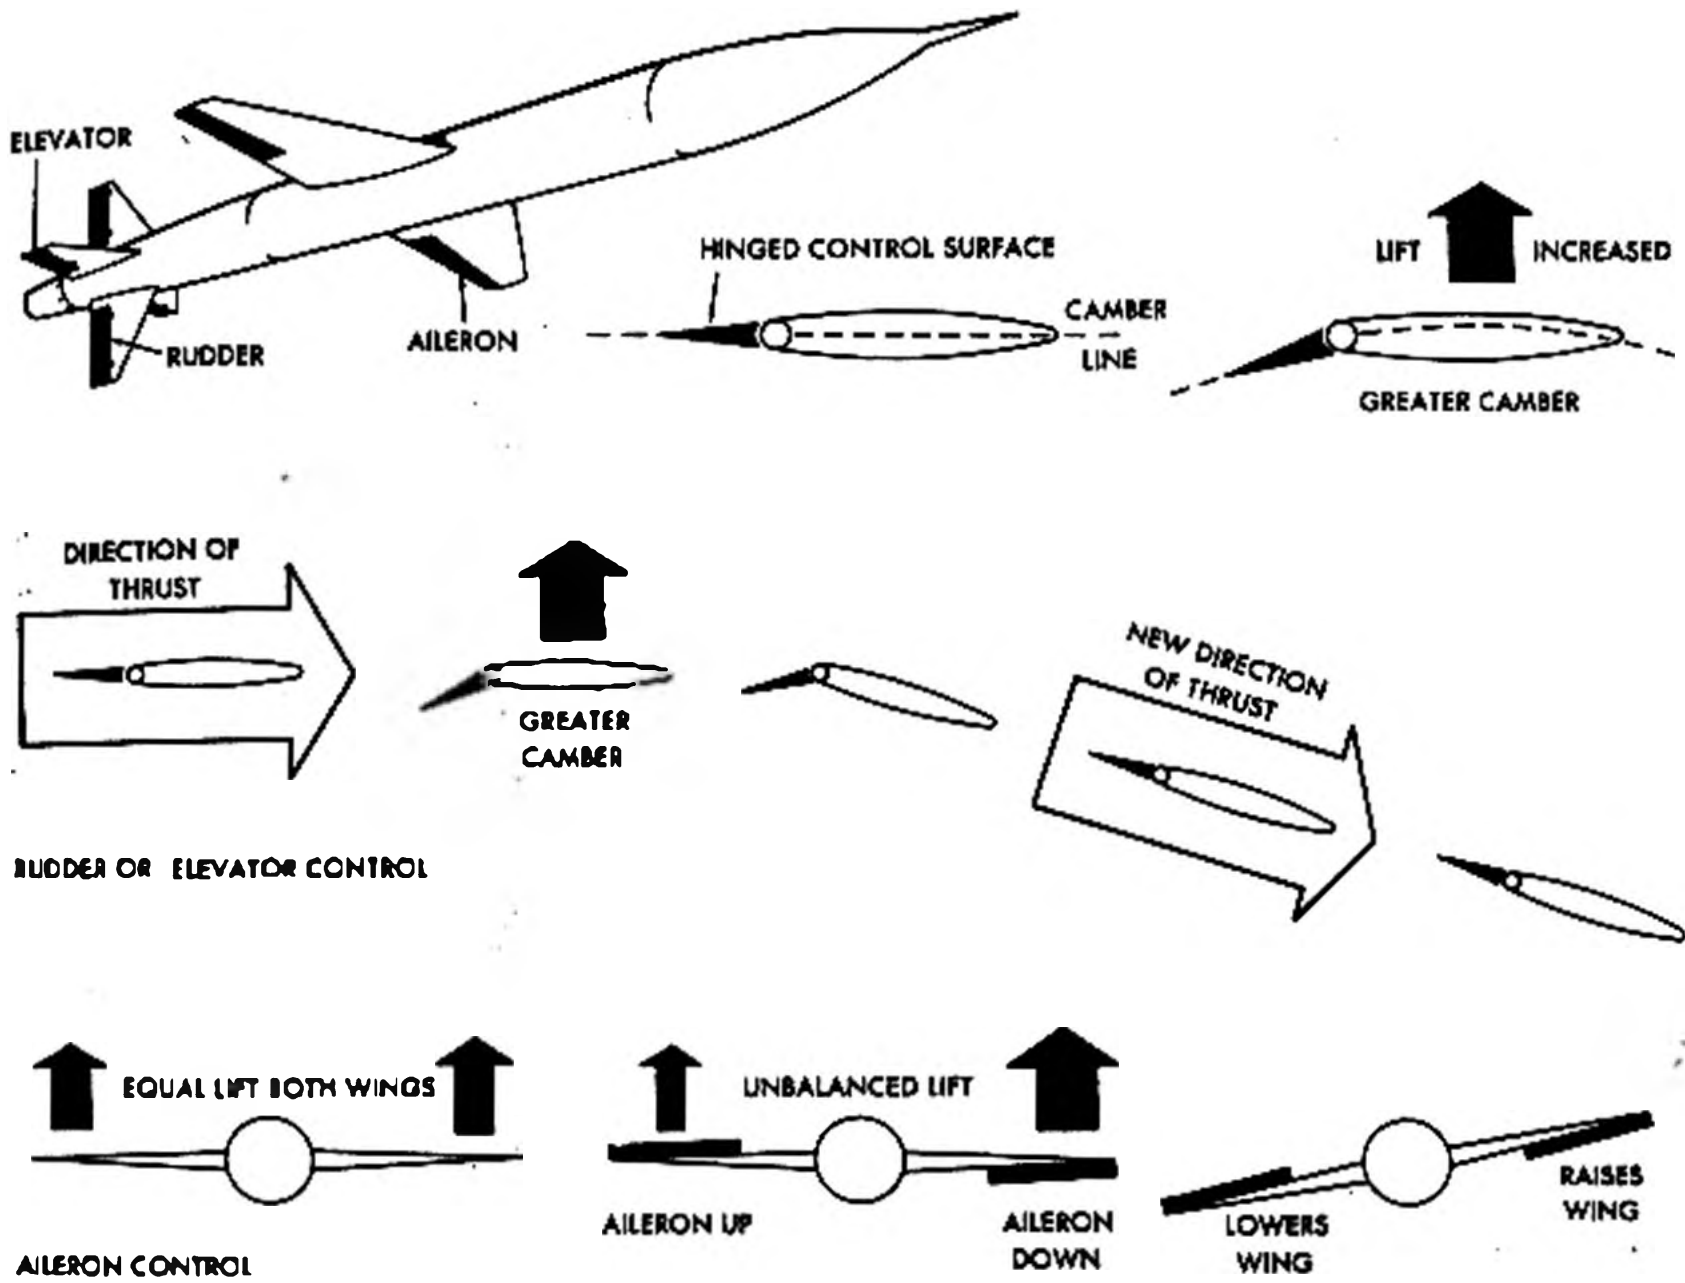 ELEVATOR
RUDDER
AILERON
HINGED CONTROL SURFACE
CAMBER
LINE
LIFT INCREASED
GREATER CAMBER
DIRECTION OF
THRUST
GREATER
CAMBER
NEW DIRECTION
OF THRUST
RUDDER OR ELEVATOR CONTROL
EQUAL LIFT BOTH WINGS
UNBALANCED LIFT
AILERON UP
AILERON
DOWN
LOWERS
WING
RAISES
WING
AILERON CONTROL